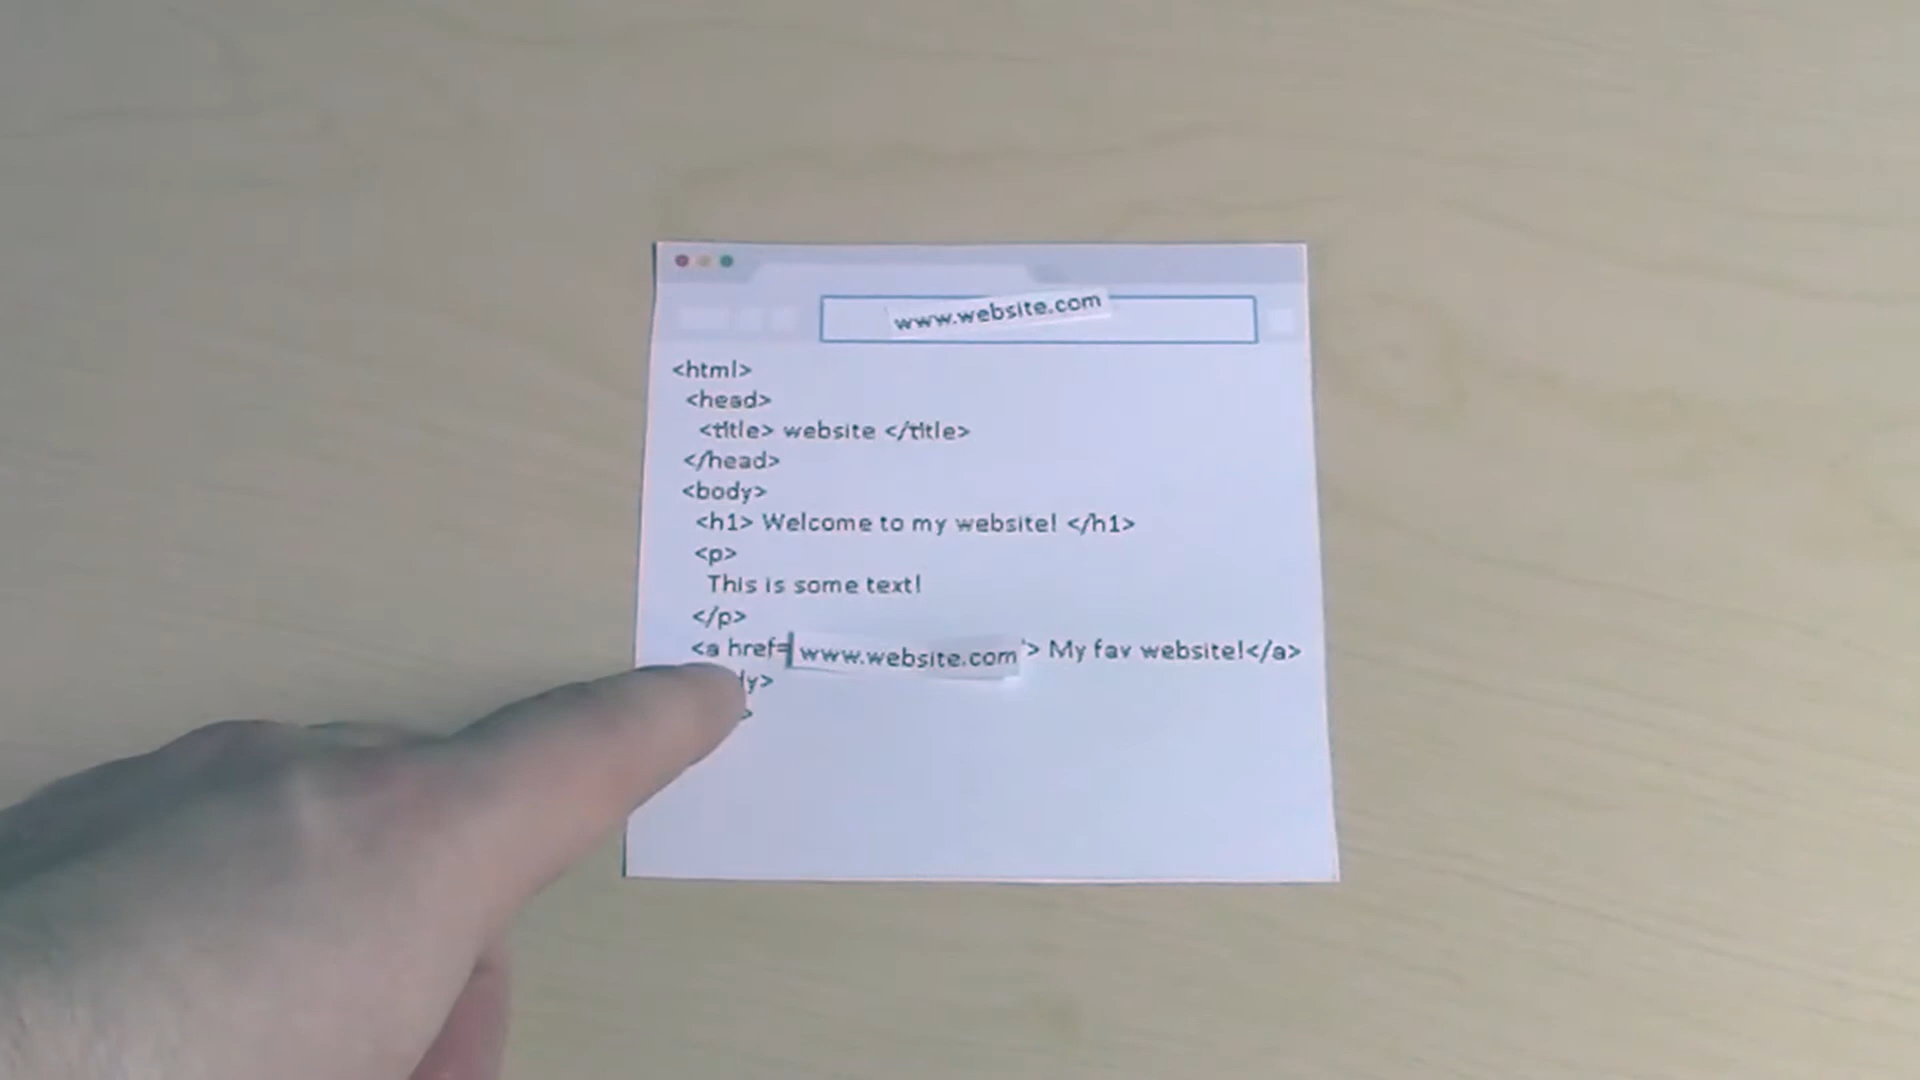 www.website.com
<html>
<head>
<title> website </title>
</head>
<body>
<h1> Welcome to my website! </h1>
<p>
This is some text!
</p>
<a href= www.website.com '> My fav website!</a>
dy>
>